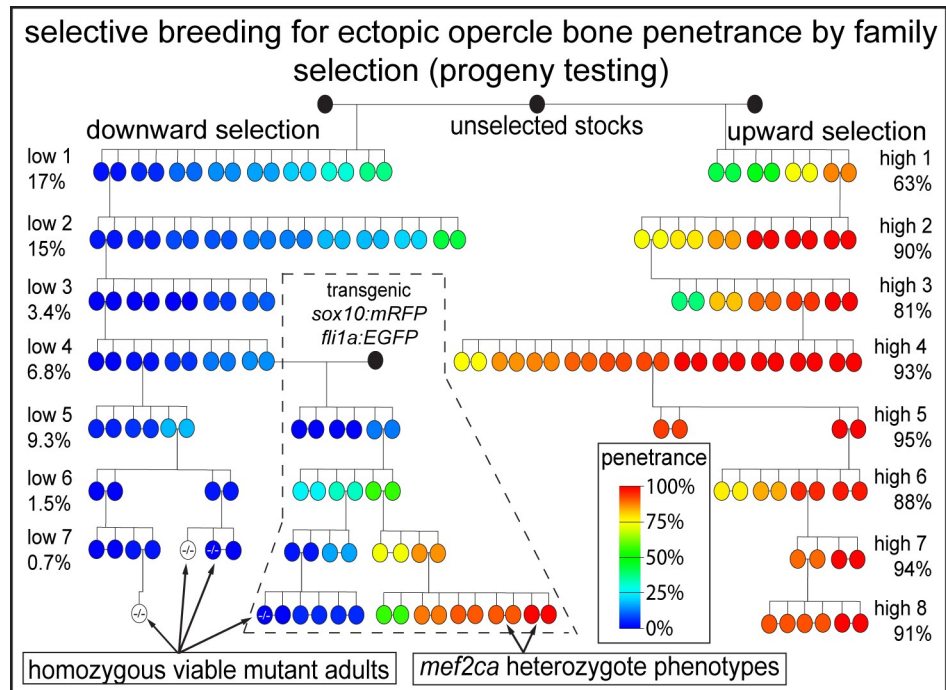 selective breeding for ectopic opercle bone penetrance by family
selection (progeny testing)
downward selection
unselected stocks
upward selection
low 1
17%
high 1
63%
low 2
15%
high 2
90%
low 3
3.4%
transgenic
sox10:mRFP
fli1a:EGFP
high 3
81%
low 4
6.8%
high 4
93%
low 5
9.3%
high 5
95%
penetrance
100%
75%
50%
25%
0%
low 6
1.5%
high 6
88%
low 7
0.7%
-/-
-/-
high 7
94%
-/-
-/-
high 8
91%
homozygous viable mutant adults
mef2ca heterozygote phenotypes